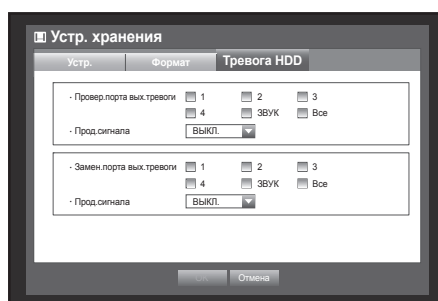 Устр. хранения
Устр. Формат Тревога HDD
· Провер.порта вых.тревоги 1 2 3
4 ЗВУК Все
· Прод.сигнала ВЫКЛ.
· Замен.порта вых.тревоги 1 2 3
4 ЗВУК Все
· Прод.сигнала ВЫКЛ.
OK Отмена